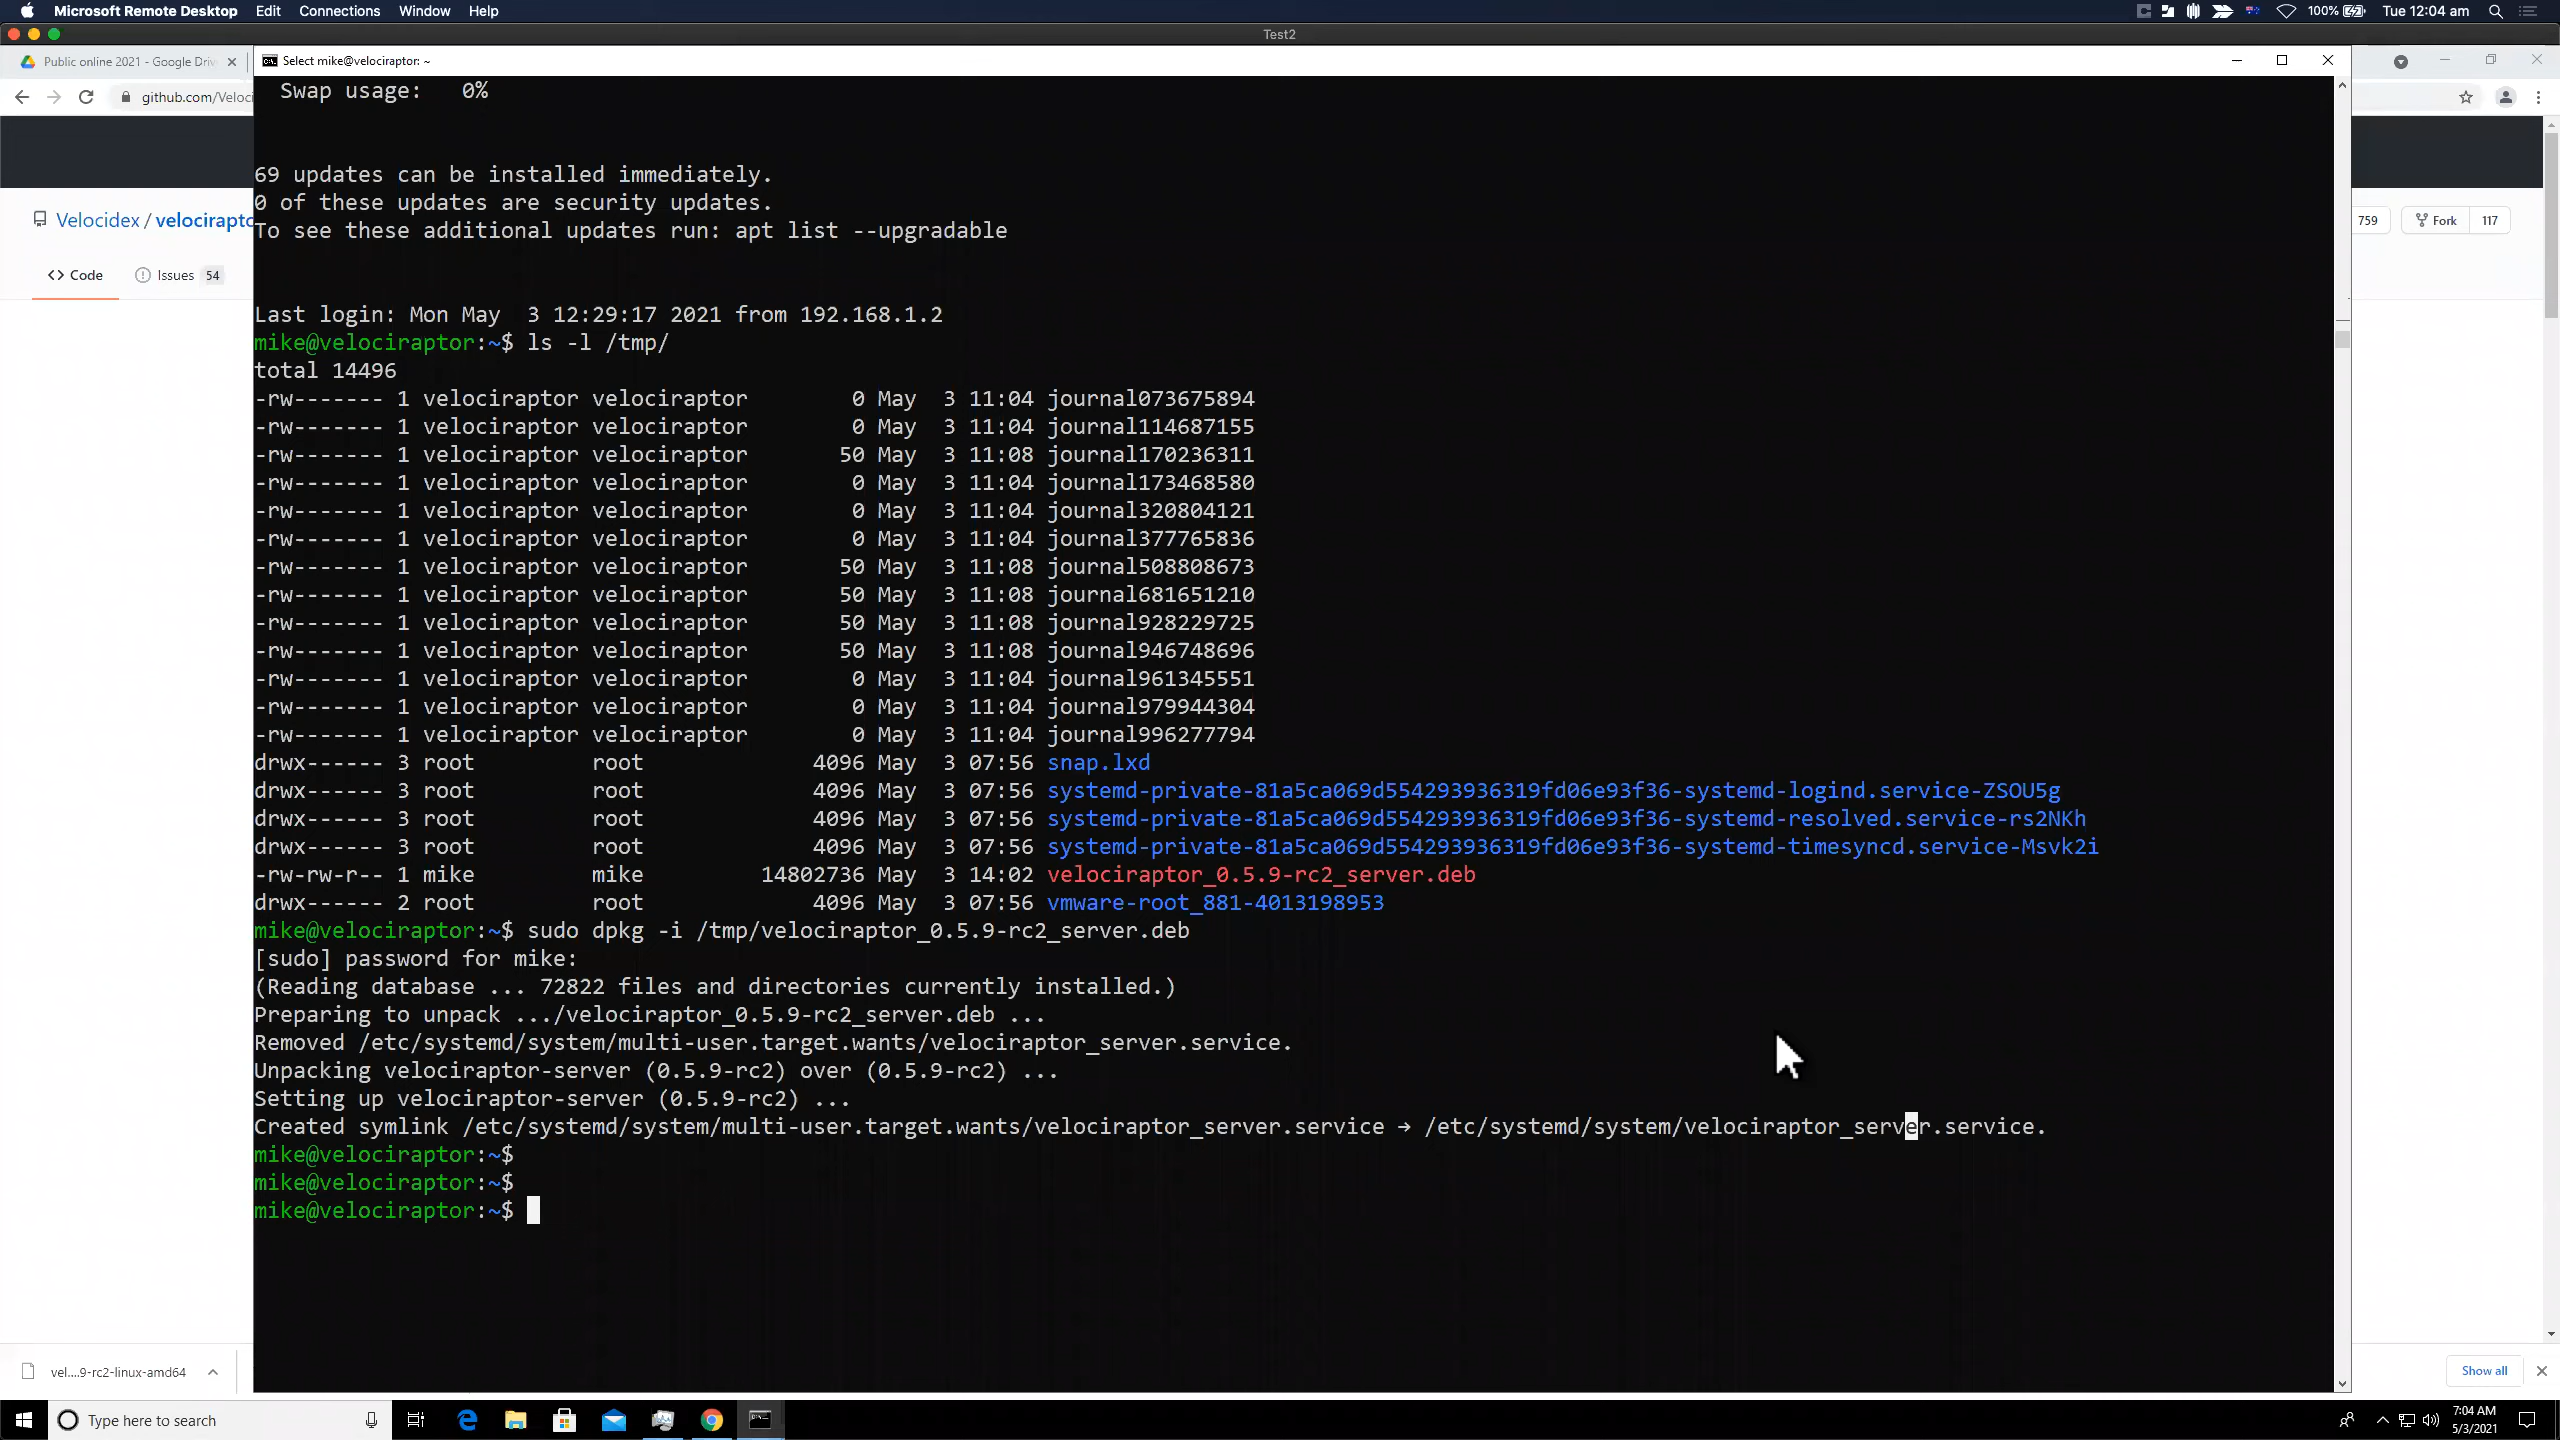 Microsoft Remote Desktop Edit Connections Window Help 100% Tue 12:04 am
Test2
Public online 2021 - Google Driv
Select mike@velociraptor: ~
github.com/Veloci
Velocidex / velocirapto
759 Fork 117
<> Code Issues 54
Swap usage: 0%
69 updates can be installed immediately.
0 of these updates are security updates.
To see these additional updates run: apt list --upgradable
Last login: Mon May 3 12:29:17 2021 from 192.168.1.2
mike@velociraptor:~$ ls -l /tmp/
total 14496
-rw------- 1 velociraptor velociraptor 0 May 3 11:04 journal073675894
-rw------- 1 velociraptor velociraptor 0 May 3 11:04 journal114687155
-rw------- 1 velociraptor velociraptor 50 May 3 11:08 journal170236311
-rw------- 1 velociraptor velociraptor 0 May 3 11:04 journal173468580
-rw------- 1 velociraptor velociraptor 0 May 3 11:04 journal320804121
-rw------- 1 velociraptor velociraptor 0 May 3 11:04 journal377765836
-rw------- 1 velociraptor velociraptor 50 May 3 11:08 journal508808673
-rw------- 1 velociraptor velociraptor 50 May 3 11:08 journal681651210
-rw------- 1 velociraptor velociraptor 50 May 3 11:08 journal928229725
-rw------- 1 velociraptor velociraptor 50 May 3 11:08 journal946748696
-rw------- 1 velociraptor velociraptor 0 May 3 11:04 journal961345551
-rw------- 1 velociraptor velociraptor 0 May 3 11:04 journal979944304
-rw------- 1 velociraptor velociraptor 0 May 3 11:04 journal996277794
drwx------ 3 root root 4096 May 3 07:56 snap.lxd
drwx------ 3 root root 4096 May 3 07:56 systemd-private-81a5ca069d554293936319fd06e93f36-systemd-logind.service-ZSOU5g
drwx------ 3 root root 4096 May 3 07:56 systemd-private-81a5ca069d554293936319fd06e93f36-systemd-resolved.service-rs2NKh
drwx------ 3 root root 4096 May 3 07:56 systemd-private-81a5ca069d554293936319fd06e93f36-systemd-timesyncd.service-Msvk2i
-rw-rw-r-- 1 mike mike 14802736 May 3 14:02 velociraptor_0.5.9-rc2_server.deb
drwx------ 2 root root 4096 May 3 07:56 vmware-root_881-4013198953
mike@velociraptor:~$ sudo dpkg -i /tmp/velociraptor_0.5.9-rc2_server.deb
[sudo] password for mike:
(Reading database ... 72822 files and directories currently installed.)
Preparing to unpack .../velociraptor_0.5.9-rc2_server.deb ...
Removed /etc/systemd/system/multi-user.target.wants/velociraptor_server.service.
Unpacking velociraptor-server (0.5.9-rc2) over (0.5.9-rc2) ...
Setting up velociraptor-server (0.5.9-rc2) ...
Created symlink /etc/systemd/system/multi-user.target.wants/velociraptor_server.service → /etc/systemd/system/velociraptor_server.service.
mike@velociraptor:~$
mike@velociraptor:~$
mike@velociraptor:~$
vel....9-rc2-linux-amd64 Show all
Type here to search
7:04 AM
5/3/2021